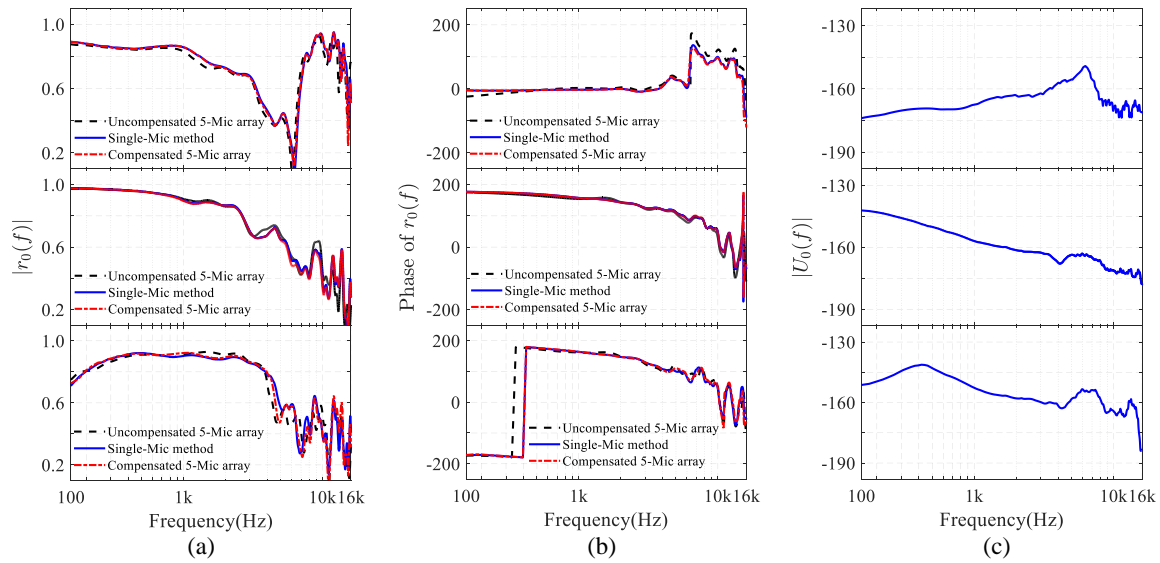 1.0
0.6
0.2
Uncompensated 5-Mic array
Single-Mic method
Compensated 5-Mic array
1.0
0.6
0.2
Uncompensated 5-Mic array
Single-Mic method
Compensated 5-Mic array
1.0
0.6
0.2
Uncompensated 5-Mic array
Single-Mic method
Compensated 5-Mic array
|r₀(f)|
100 1k 10k 16k
Frequency(Hz)
(a)
200
0
-200
Uncompensated 5-Mic array
Single-Mic method
Compensated 5-Mic array
200
0
-200
Uncompensated 5-Mic array
Single-Mic method
Compensated 5-Mic array
200
0
-200
Uncompensated 5-Mic array
Single-Mic method
Compensated 5-Mic array
Phase of r₀(f)
100 1k 10k 16k
Frequency(Hz)
(b)
-130
-160
-190
-130
-160
-190
-130
-160
-190
|U₀(f)|
100 1k 10k 16k
Frequency(Hz)
(c)